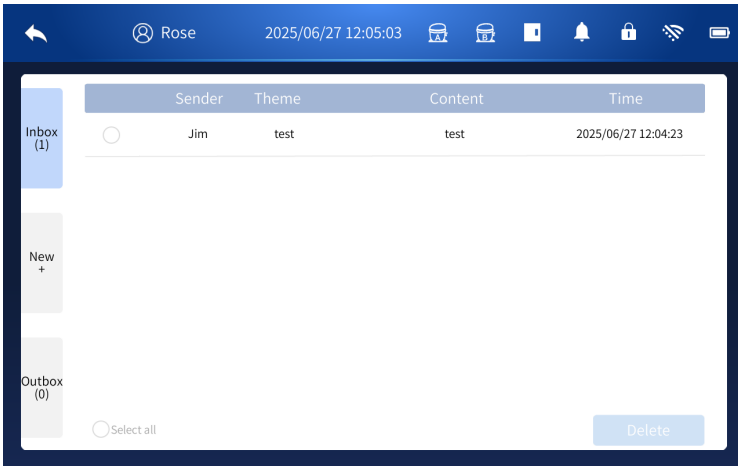 Rose 2025/06/27 12:05:03 A B
Sender Theme Content Time
Inbox
(1)
Jim test test 2025/06/27 12:04:23
New
+
Outbox
(0)
Select all Delete